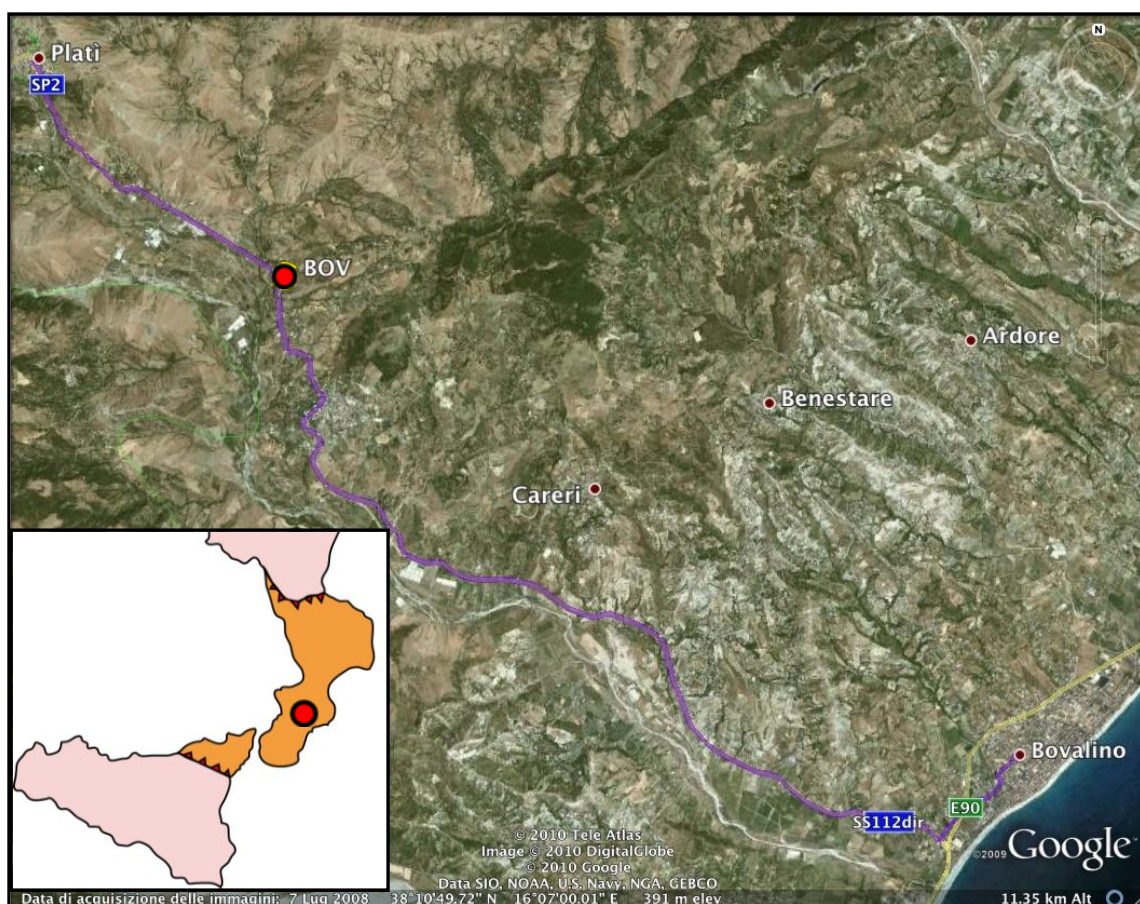 N
Platì
SP2
BOV
Ardore
Benestare
Careri
Bovalino
E90
SS112dir
© 2010 Tele Atlas
Image © 2010 DigitalGlobe
© 2010 Google
Data SIO, NOAA, U.S. Navy, NGA, GEBCO
©2009 Google
Data di acquisizione delle immagini: 7 Lug 2008 38°10'49.72" N 16°07'00.01" E 391 m elev 11.35 km Alt